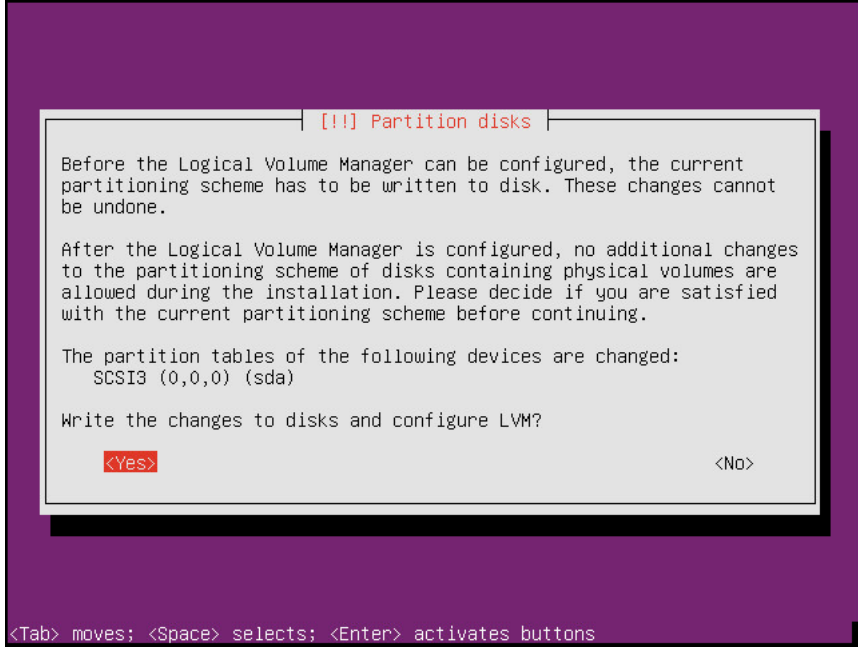 [!!] Partition disks
Before the Logical Volume Manager can be configured, the current
partitioning scheme has to be written to disk. These changes cannot
be undone.
After the Logical Volume Manager is configured, no additional changes
to the partitioning scheme of disks containing physical volumes are
allowed during the installation. Please decide if you are satisfied
with the current partitioning scheme before continuing.
The partition tables of the following devices are changed:
SCSI3 (0,0,0) (sda)
Write the changes to disks and configure LVM?
<Yes> <No>
<Tab> moves; <Space> selects; <Enter> activates buttons